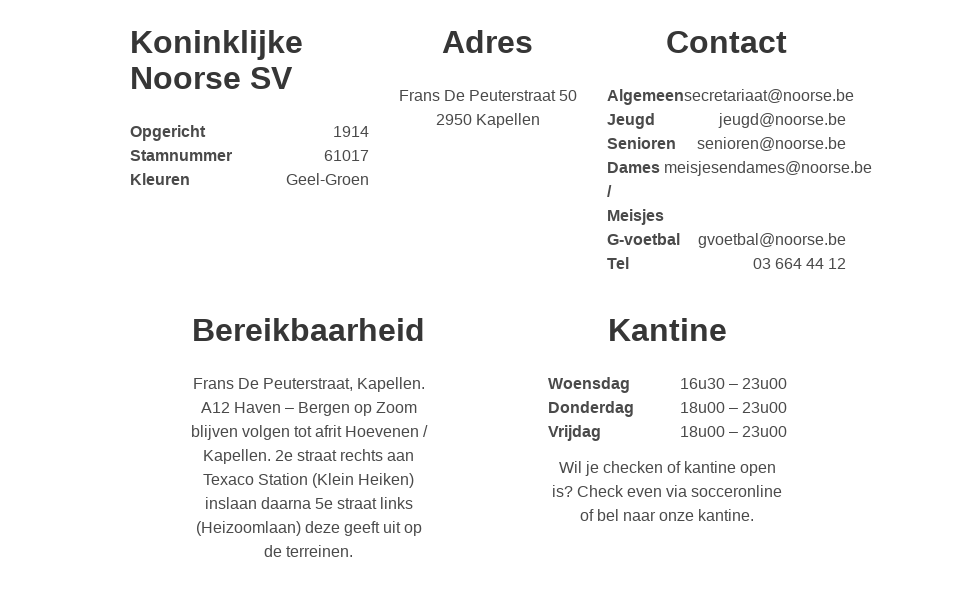 Koninklijke
Noorse SV
Opgericht 1914
Stamnummer 61017
Kleuren Geel-Groen
Adres
Frans De Peuterstraat 50
2950 Kapellen
Contact
Algemeen secretariaat@noorse.be
Jeugd jeugd@noorse.be
Senioren senioren@noorse.be
Dames meisjesendames@noorse.be
/
Meisjes
G-voetbal gvoetbal@noorse.be
Tel 03 664 44 12
Bereikbaarheid
Frans De Peuterstraat, Kapellen.
A12 Haven – Bergen op Zoom
blijven volgen tot afrit Hoevenen /
Kapellen. 2e straat rechts aan
Texaco Station (Klein Heiken)
inslaan daarna 5e straat links
(Heizoomlaan) deze geeft uit op
de terreinen.
Kantine
Woensdag 16u30 – 23u00
Donderdag 18u00 – 23u00
Vrijdag 18u00 – 23u00
Wil je checken of kantine open
is? Check even via socceronline
of bel naar onze kantine.